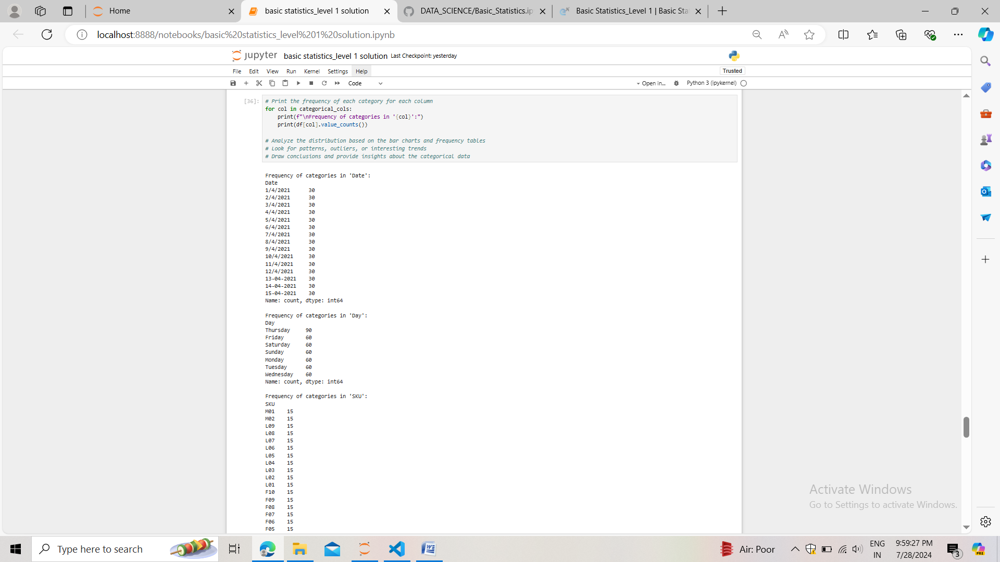 Home
basic statistics_level 1 solution
DATA_SCIENCE/Basic_Statistics.ip
Basic Statistics_Level 1 | Basic Sta
localhost:8888/notebooks/basic%20statistics_level%201%20solution.ipynb
jupyter basic statistics_level 1 solution Last Checkpoint: yesterday
File Edit View Run Kernel Settings Help
Trusted
Code
Open in...
Python 3 (ipykernel)
[36]:
# Print the frequency of each category for each column
for col in categorical_cols:
    print(f"\nFrequency of categories in '{col}':")
    print(df[col].value_counts())
# Analyze the distribution based on the bar charts and frequency tables
# Look for patterns, outliers, or interesting trends
# Draw conclusions and provide insights about the categorical data
Frequency of categories in 'Date':
Date
1/4/2021 30
2/4/2021 30
3/4/2021 30
4/4/2021 30
5/4/2021 30
6/4/2021 30
7/4/2021 30
8/4/2021 30
9/4/2021 30
10/4/2021 30
11/4/2021 30
12/4/2021 30
13-04-2021 30
14-04-2021 30
15-04-2021 30
Name: count, dtype: int64
Frequency of categories in 'Day':
Day
Thursday 90
Friday 60
Saturday 60
Sunday 60
Monday 60
Tuesday 60
Wednesday 60
Name: count, dtype: int64
Frequency of categories in 'SKU':
SKU
M01 15
M02 15
L09 15
L08 15
L07 15
L06 15
L05 15
L04 15
L03 15
L02 15
L01 15
F10 15
F09 15
F08 15
F07 15
F06 15
F05 15
Activate Windows
Go to Settings to activate Windows.
Type here to search
Air: Poor
ENG
IN
9:59:27 PM
7/28/2024
3
PRE